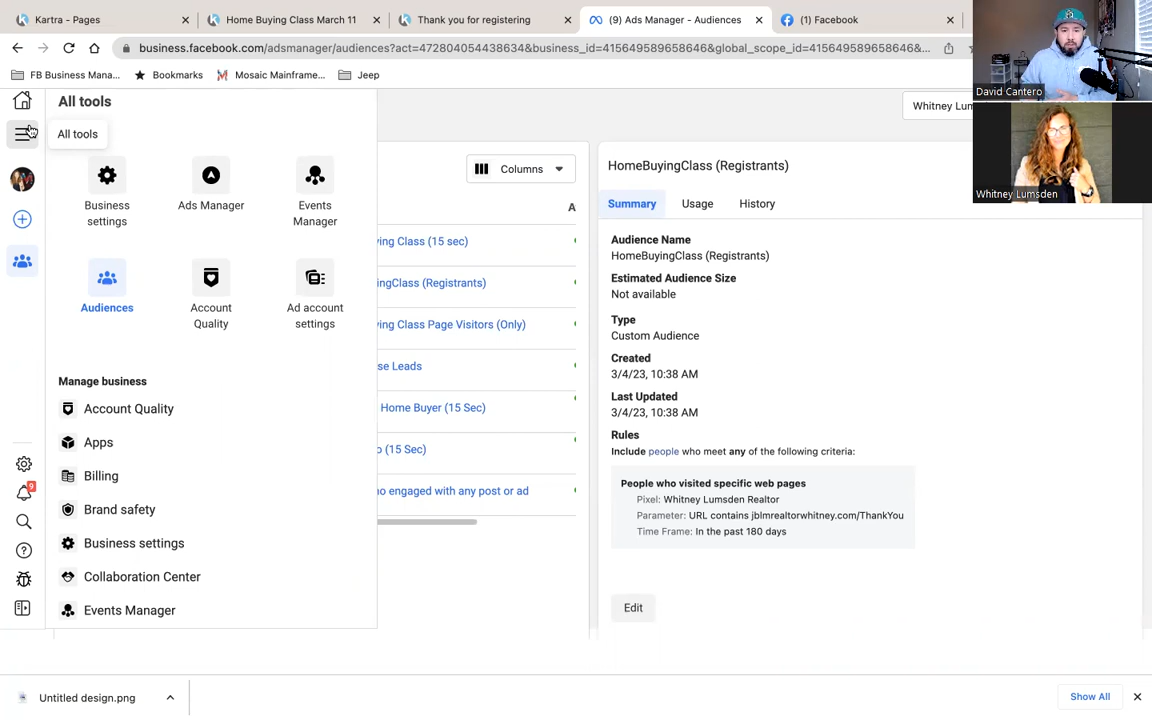 Kartra - Pages
Home Buying Class March 11
Thank you for registering
(9) Ads Manager - Audiences
(1) Facebook
business.facebook.com/adsmanager/audiences?act=472804054438634&business_id=415649589658646&global_scope_id=415649589658646&...
FB Business Mana...
Bookmarks
Mosaic Mainframe...
Jeep
David Cantero
Whitney Lumsden
All tools
All tools
Whitney Lum
Business settings
Ads Manager
Events Manager
Audiences
Account Quality
Ad account settings
Manage business
Account Quality
Apps
Billing
Brand safety
Business settings
Collaboration Center
Events Manager
9
Columns
A
ying Class (15 sec)
ingClass (Registrants)
ying Class Page Visitors (Only)
se Leads
Home Buyer (15 Sec)
o (15 Sec)
ho engaged with any post or ad
HomeBuyingClass (Registrants)
Summary
Usage
History
Audience Name
HomeBuyingClass (Registrants)
Estimated Audience Size
Not available
Type
Custom Audience
Created
3/4/23, 10:38 AM
Last Updated
3/4/23, 10:38 AM
Rules
Include people who meet any of the following criteria:
People who visited specific web pages
Pixel: Whitney Lumsden Realtor
Parameter: URL contains jblmrealtorwhitney.com/ThankYou
Time Frame: In the past 180 days
Edit
Untitled design.png
Show All